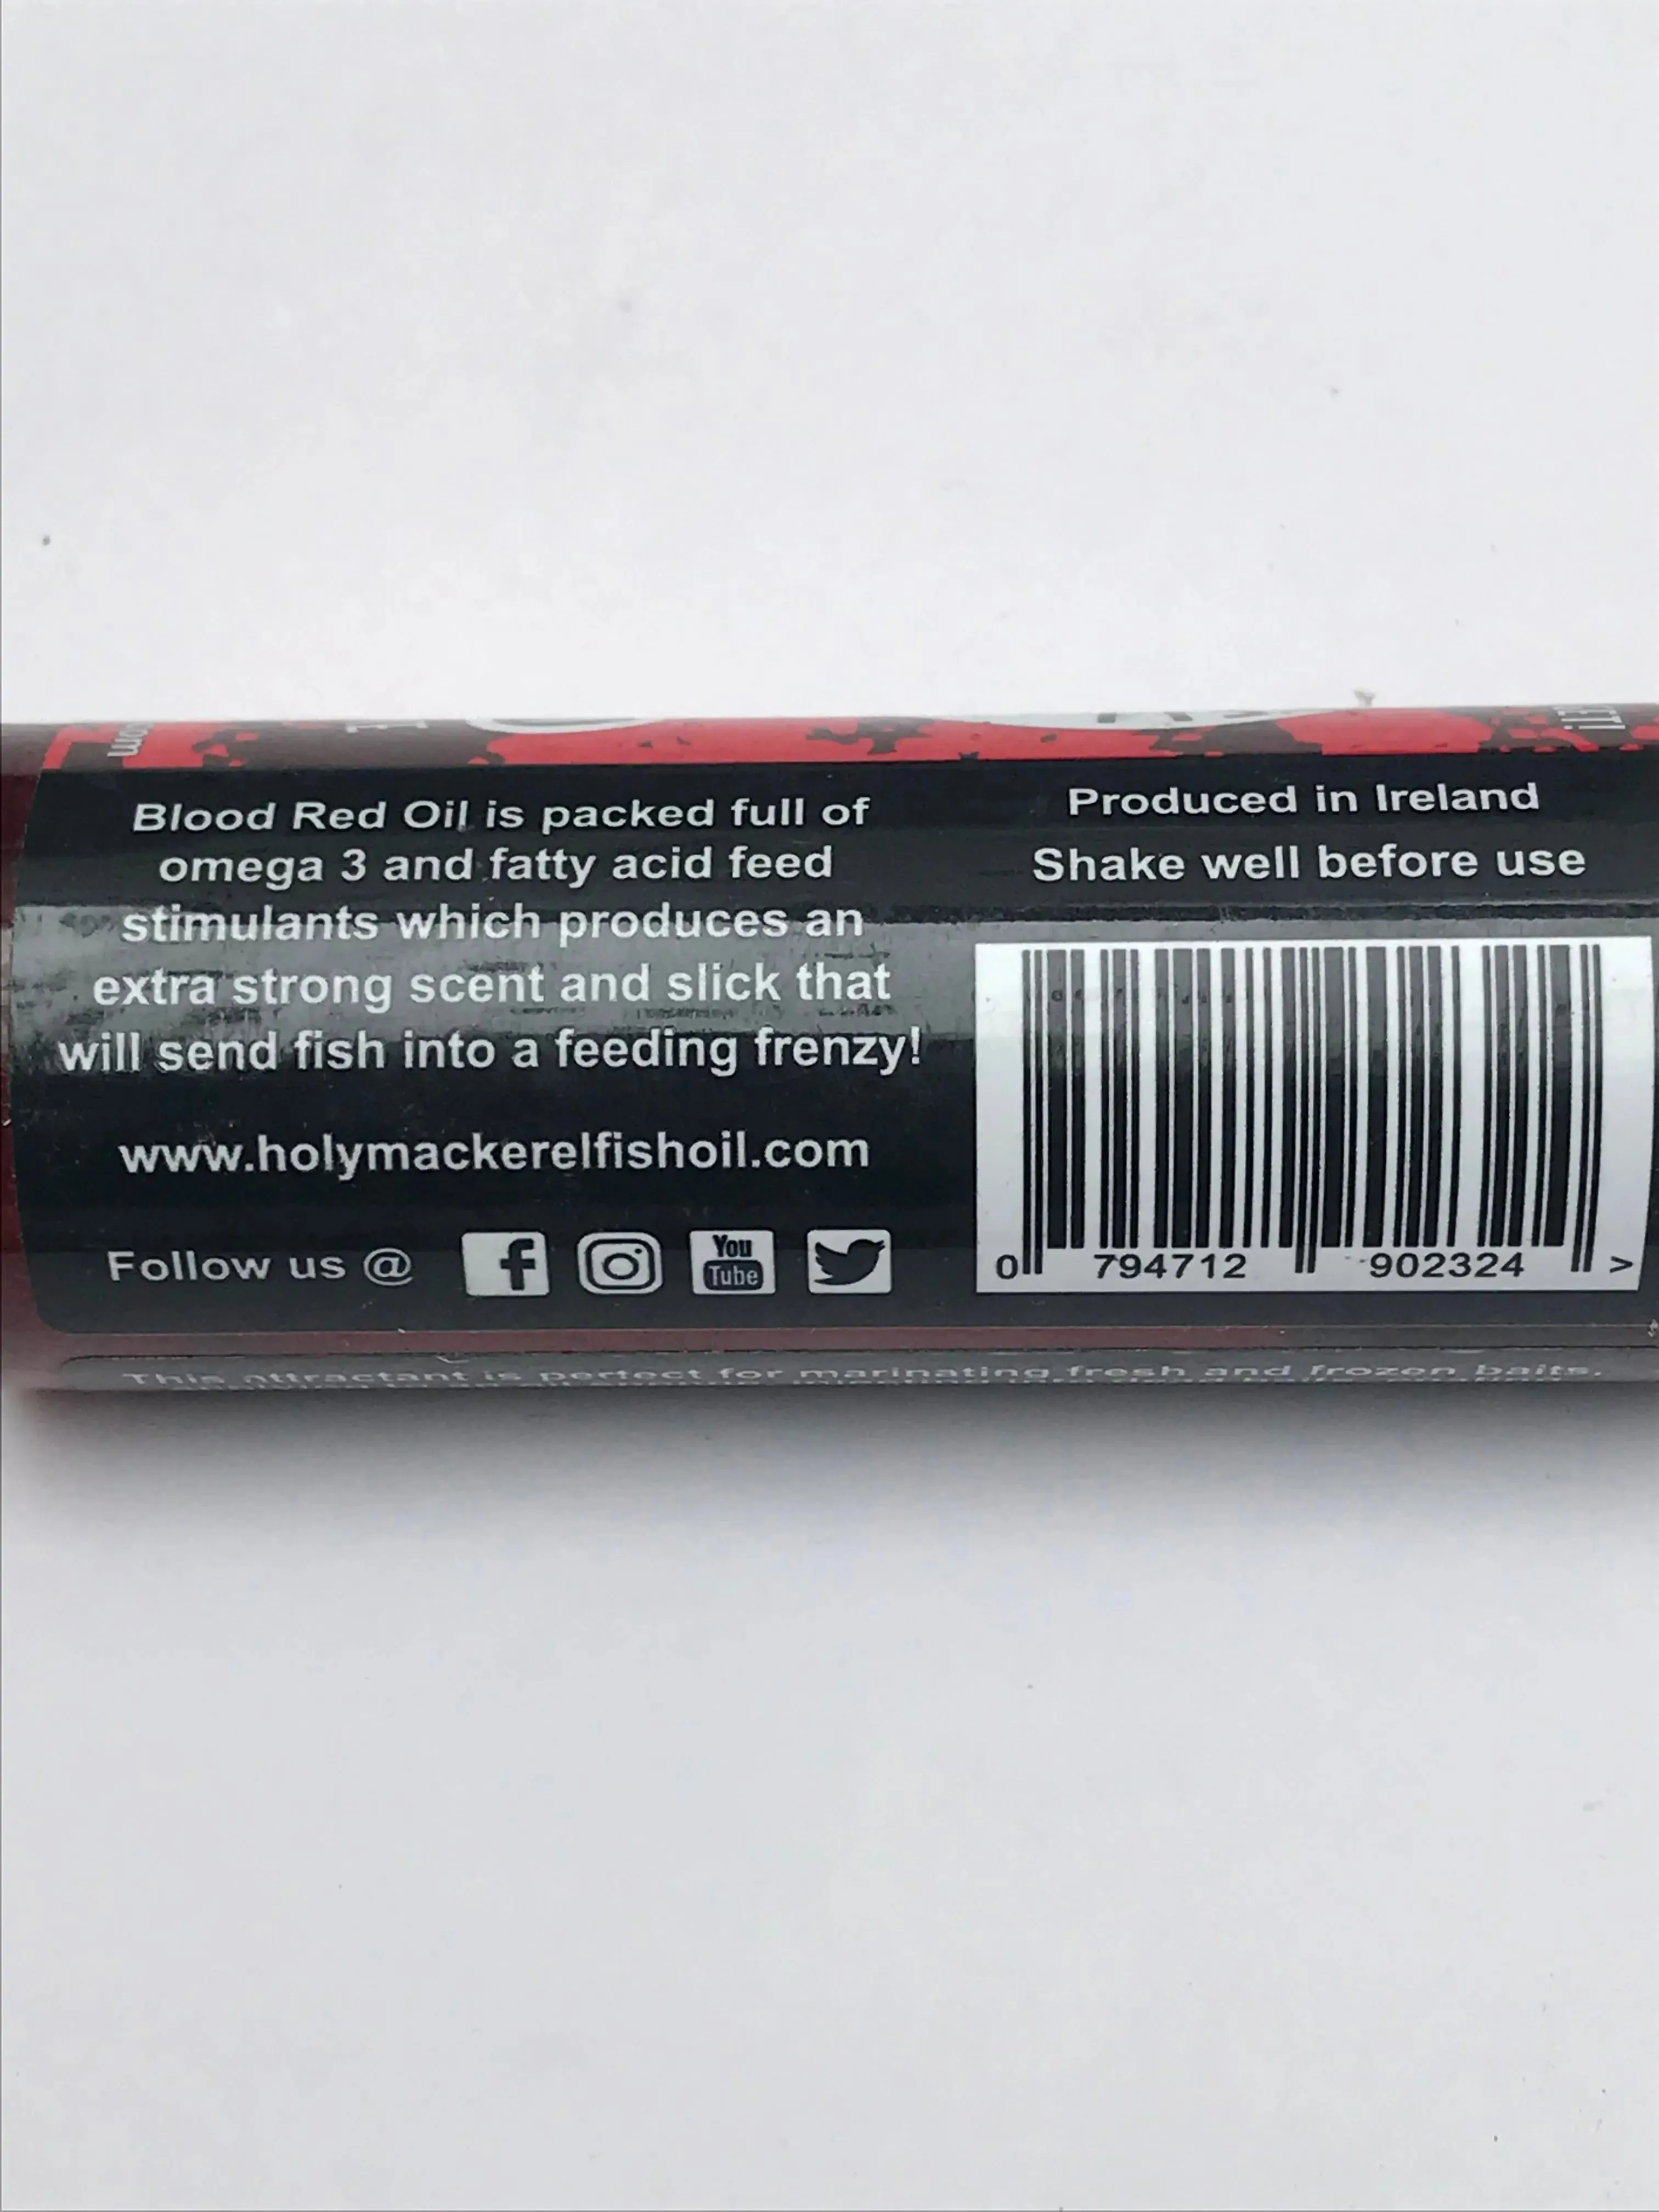 Blood Red Oil is packed full of
omega 3 and fatty acid feed
stimulants which produces an
extra strong scent and slick that
will send fish into a feeding frenzy!
www.holymackerelfishoil.com
Follow us @
You
Tube
Produced in Ireland
Shake well before use
0 794712 902324 >
This attractant is perfect for marinating fresh and frozen baits.